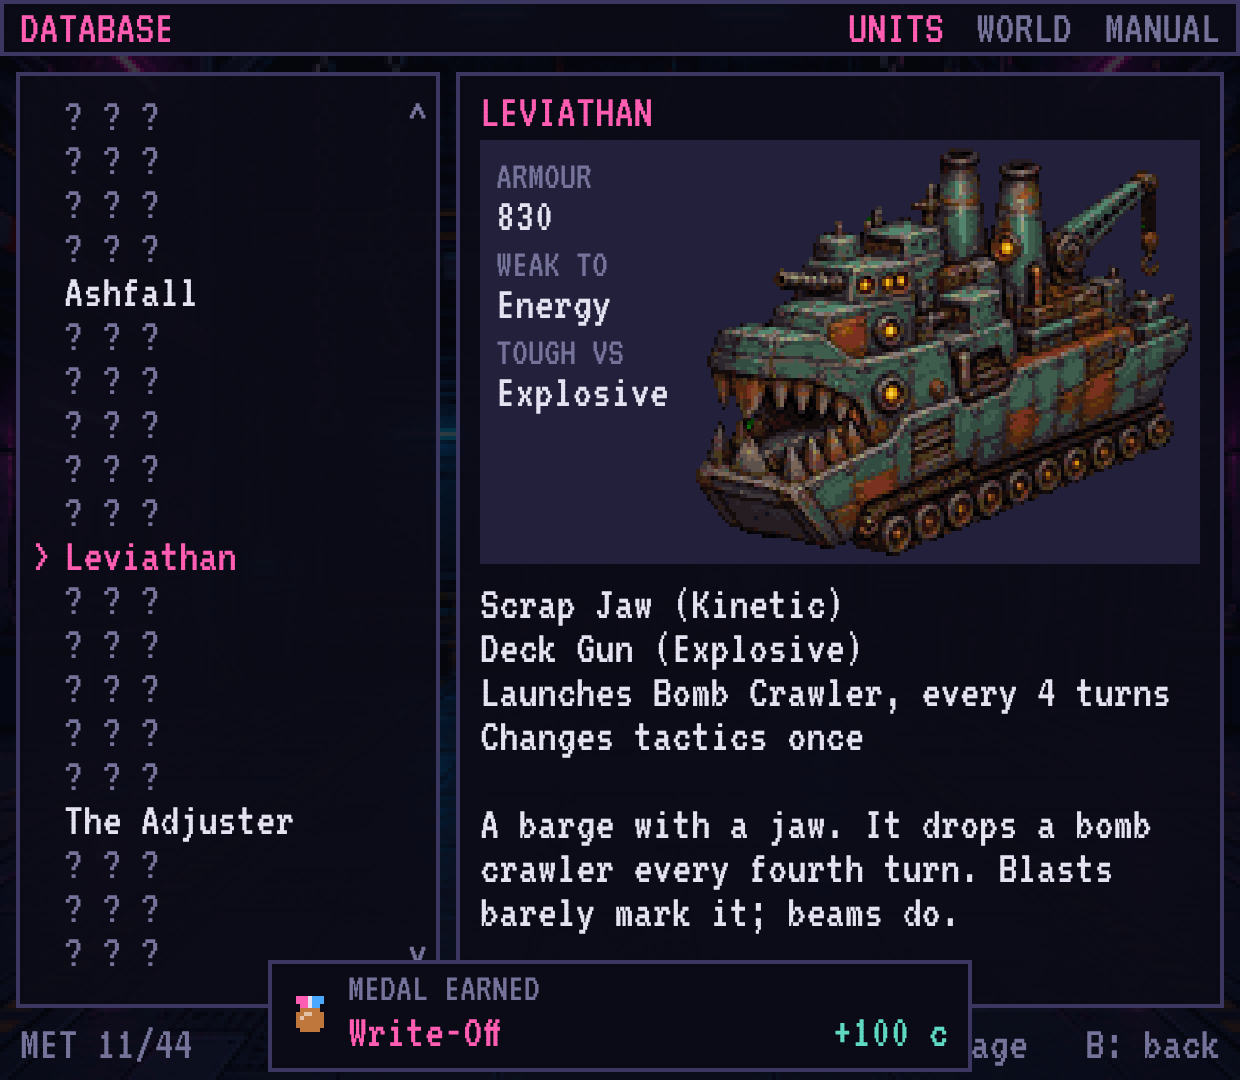 DATABASE
UNITS WORLD MANUAL
? ? ?
? ? ?
? ? ?
? ? ?
Ashfall
? ? ?
? ? ?
? ? ?
? ? ?
? ? ?
> Leviathan
? ? ?
? ? ?
? ? ?
? ? ?
? ? ?
The Adjuster
? ? ?
? ? ?
? ? ?
LEVIATHAN
ARMOUR
830
WEAK TO
Energy
TOUGH VS
Explosive
Scrap Jaw (Kinetic)
Deck Gun (Explosive)
Launches Bomb Crawler, every 4 turns
Changes tactics once
A barge with a jaw. It drops a bomb
crawler every fourth turn. Blasts
barely mark it; beams do.
MEDAL EARNED
Write-Off +100 c
MET 11/44
age B: back